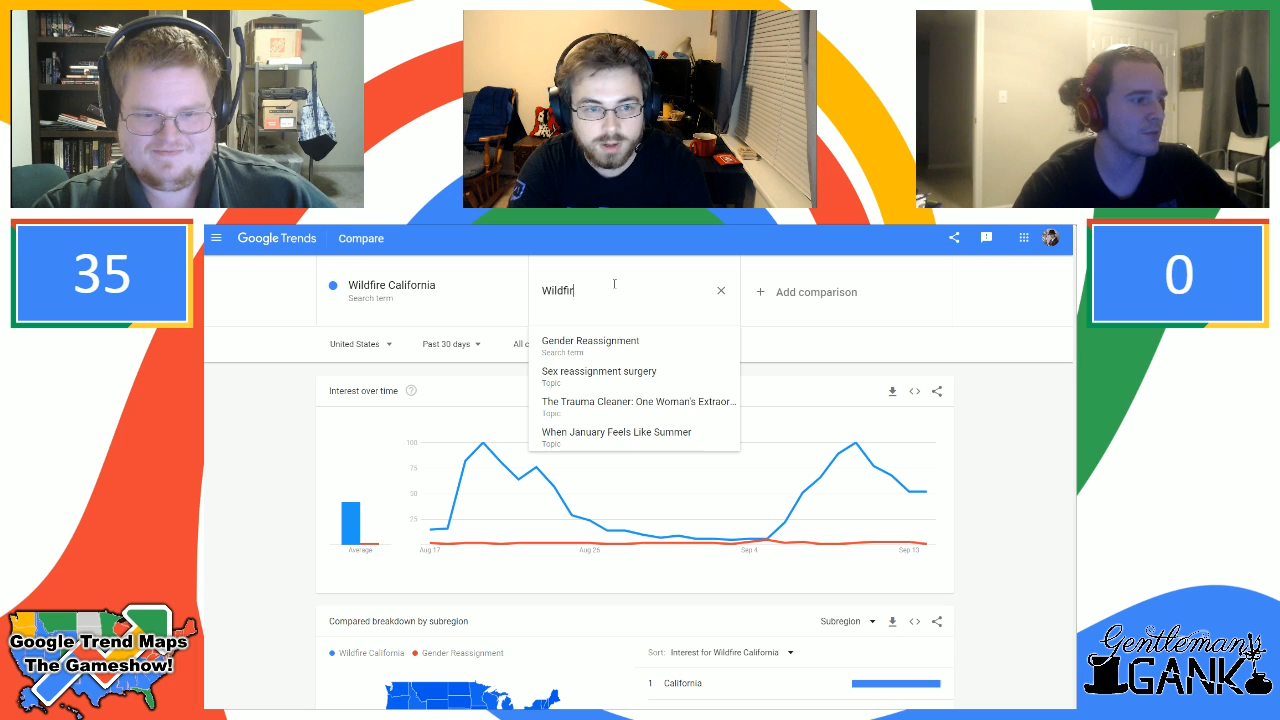 35
0
Google Trends
Compare
Wildfire California
Search term
Wildfir
+ Add comparison
United States
Past 30 days
All c
Gender Reassignment
Search term
Sex reassignment surgery
Topic
The Trauma Cleaner: One Woman's Extraor...
Topic
When January Feels Like Summer
Topic
Interest over time
100
75
50
25
Average
Aug 17
Aug 26
Sep 4
Sep 13
Compared breakdown by subregion
Subregion
Wildfire California
Gender Reassignment
Sort: Interest for Wildfire California
1 California
Google Trend Maps
The Gameshow!
Gentleman's
GANK